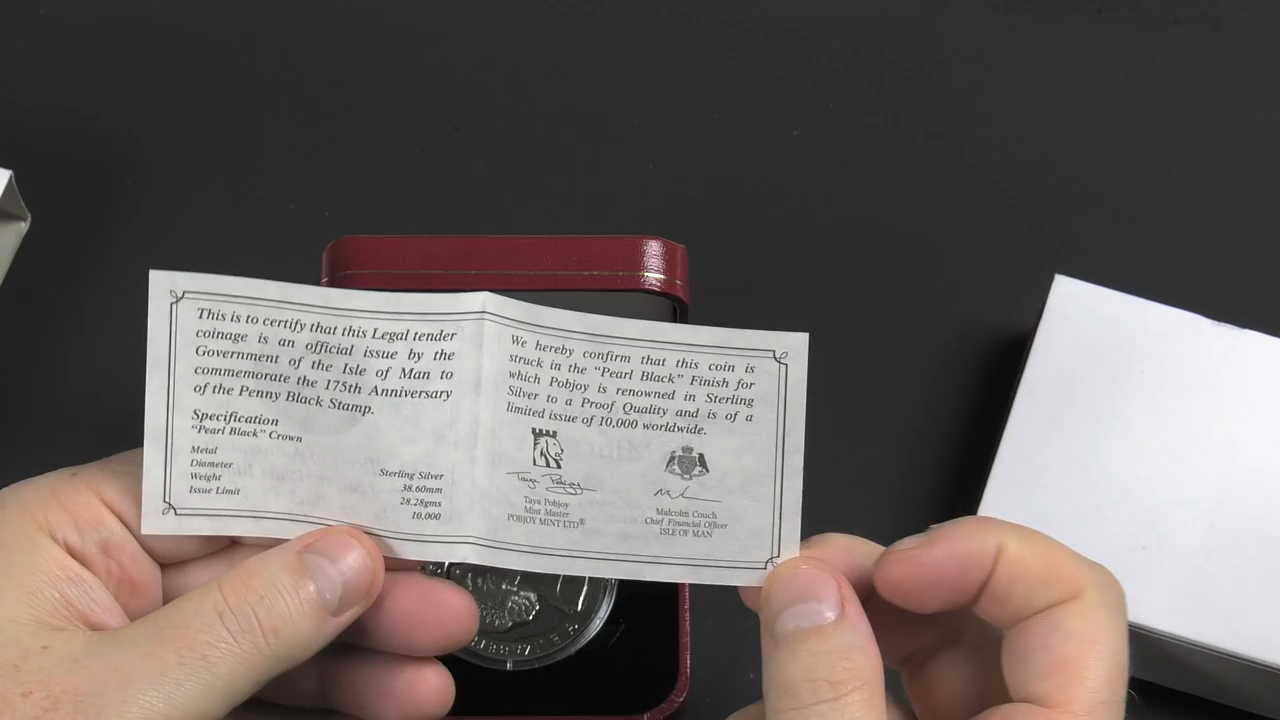 This is to certify that this Legal tender
coinage is an official issue by the
Government of the Isle of Man to
commemorate the 175th Anniversary
of the Penny Black Stamp.
Specification
"Pearl Black" Crown
Metal Sterling Silver
Diameter 38.60mm
Weight 28.28gms
Issue Limit 10,000
We hereby confirm that this coin is
struck in the "Pearl Black" Finish for
which Pobjoy is renowned in Sterling
Silver to a Proof Quality and is of a
limited issue of 10,000 worldwide.
Taya Pobjoy
Taya Pobjoy
Mint Master
POBJOY MINT LTD®
Malcolm Couch
Chief Financial Officer
ISLE OF MAN